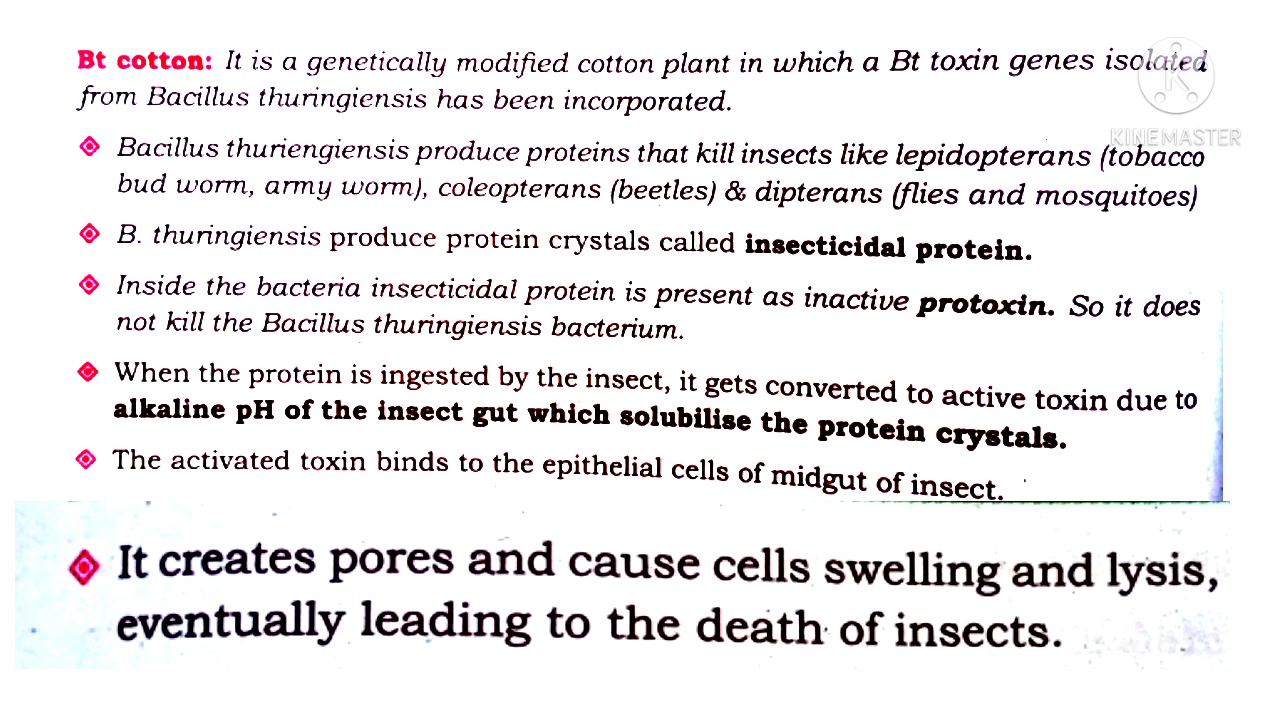 Bt cotton: It is a genetically modified cotton plant in which a Bt toxin genes isolated
from Bacillus thuringiensis has been incorporated.
KINEMASTER
Bacillus thuriengiensis produce proteins that kill insects like lepidopterans (tobacco
bud worm, army worm), coleopterans (beetles) & dipterans (flies and mosquitoes)
B. thuringiensis produce protein crystals called insecticidal protein.
Inside the bacteria insecticidal protein is present as inactive protoxin. So it does
not kill the Bacillus thuringiensis bacterium.
When the protein is ingested by the insect, it gets converted to active toxin due to
alkaline pH of the insect gut which solubilise the protein crystals.
The activated toxin binds to the epithelial cells of midgut of insect.
It creates pores and cause cells swelling and lysis,
eventually leading to the death of insects.